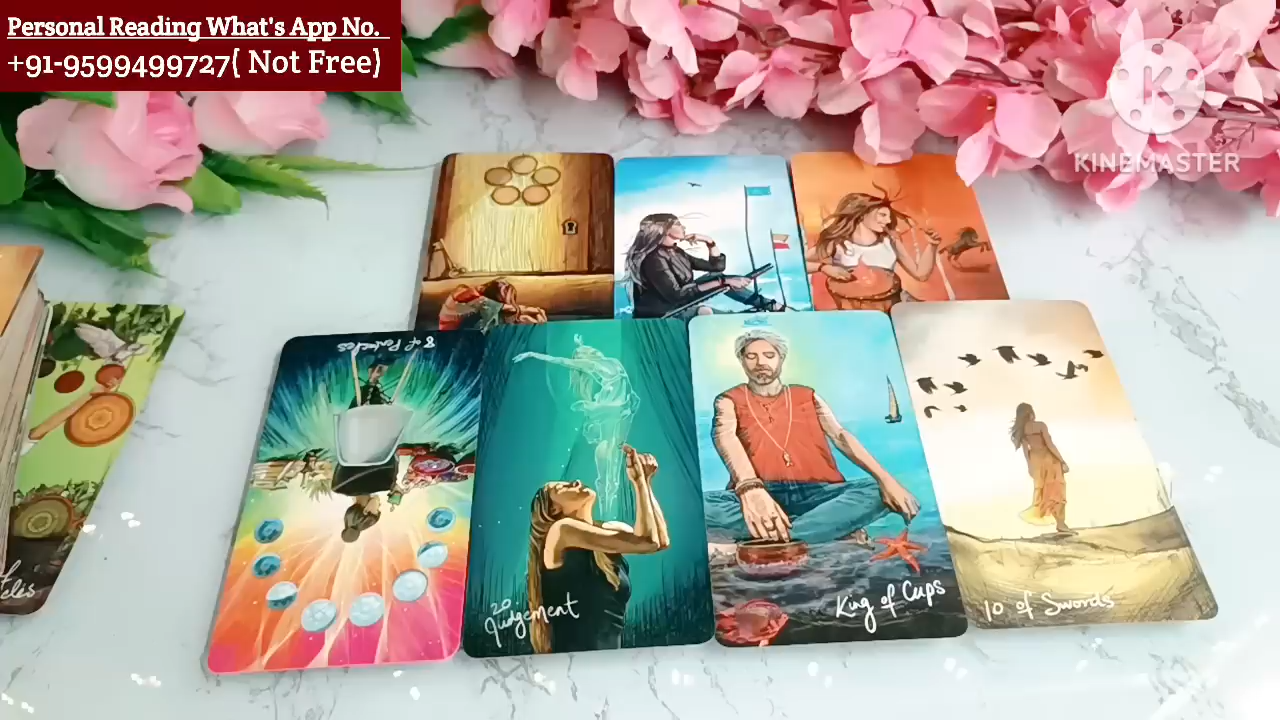 Personal Reading What's App No.
+91-9599499727( Not Free)
K
KINEMASTER
8 of Pentacles
20
Judgement
King of Cups
10 of Swords
cles